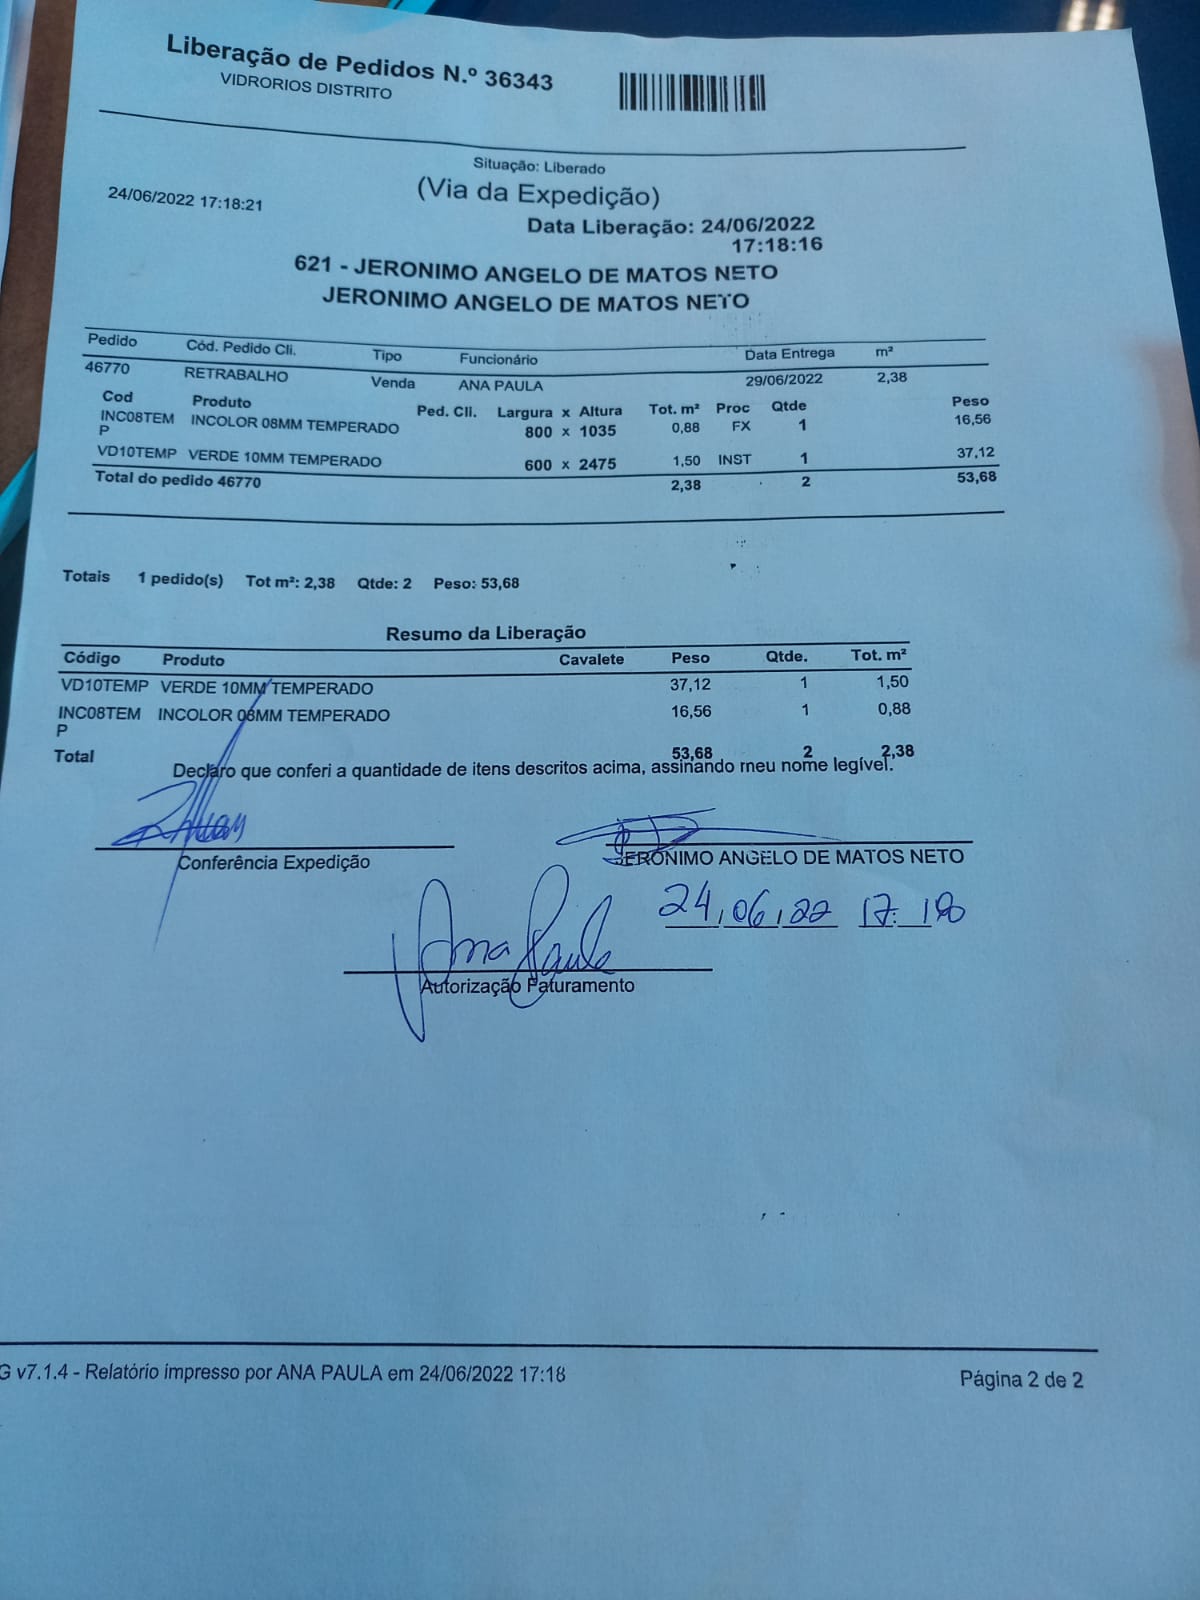 Liberação de Pedidos N.º 36343
VIDRORIOS DISTRITO
Situação: Liberado
24/06/2022 17:18:21
(Via da Expedição)
Data Liberação: 24/06/2022
17:18:16
621 - JERONIMO ANGELO DE MATOS NETO
JERONIMO ANGELO DE MATOS NETO
Pedido Cód. Pedido Cli. Tipo Funcionário Data Entrega m²
46770 RETRABALHO Venda ANA PAULA 29/06/2022 2,38
Cod Produto Ped. Cli. Largura x Altura Tot. m² Proc Qtde Peso
INC08TEM INCOLOR 08MM TEMPERADO 800 x 1035 0,88 FX 1 16,56
P
VD10TEMP VERDE 10MM TEMPERADO 600 x 2475 1,50 INST 1 37,12
Total do pedido 46770 2,38 2 53,68
Totais 1 pedido(s) Tot m²: 2,38 Qtde: 2 Peso: 53,68
Resumo da Liberação
Código Produto Cavalete Peso Qtde. Tot. m²
VD10TEMP VERDE 10MM TEMPERADO 37,12 1 1,50
INC08TEM INCOLOR 08MM TEMPERADO 16,56 1 0,88
P
Total 53,68 2 2,38
Declaro que conferi a quantidade de itens descritos acima, assinando meu nome legível.
Conferência Expedição
JERONIMO ANGELO DE MATOS NETO
24/06/22 17:18
Ana Paula
Autorização Faturamento
G v7.1.4 - Relatório impresso por ANA PAULA em 24/06/2022 17:18
Página 2 de 2